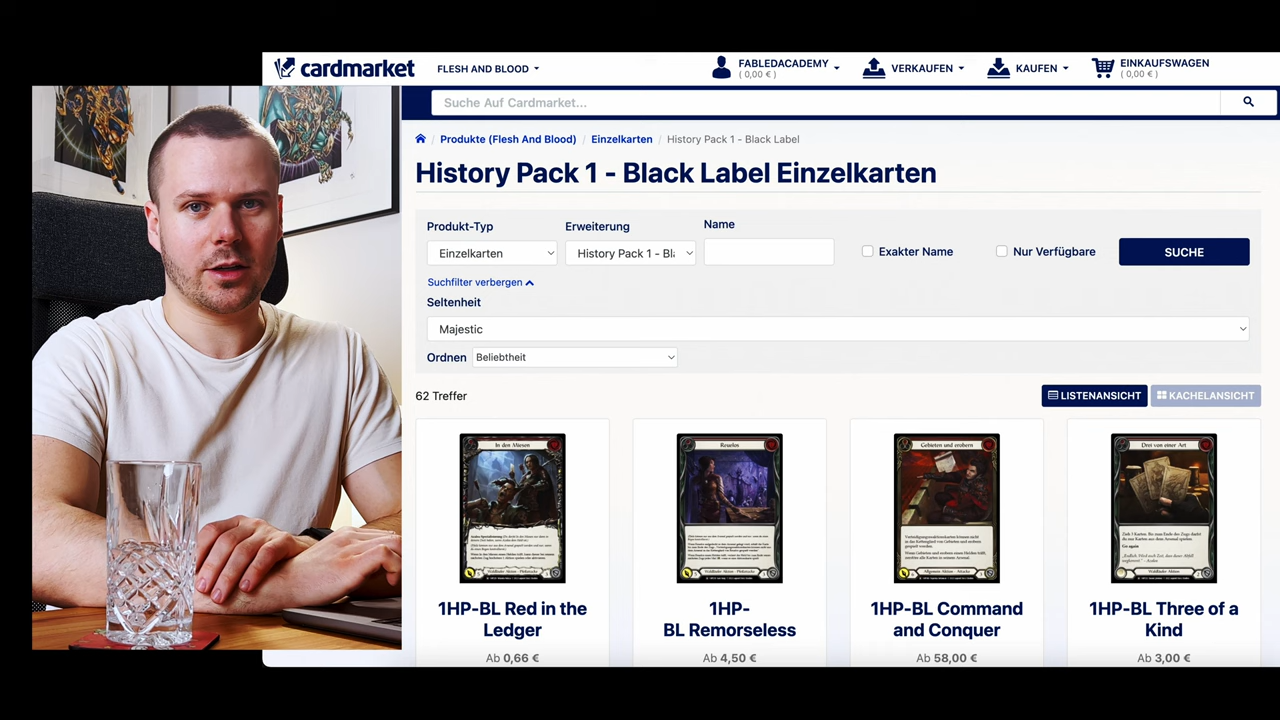 cardmarket
FLESH AND BLOOD
FABLEDACADEMY
( 0,00 € )
VERKAUFEN
KAUFEN
EINKAUFSWAGEN
( 0,00 € )
Suche Auf Cardmarket...
/ Produkte (Flesh And Blood) / Einzelkarten / History Pack 1 - Black Label
History Pack 1 - Black Label Einzelkarten
Produkt-Typ
Erweiterung
Name
Einzelkarten
History Pack 1 - Bl
Exakter Name
Nur Verfügbare
SUCHE
Suchfilter verbergen
Seltenheit
Majestic
Ordnen
Beliebtheit
62 Treffer
LISTENANSICHT
KACHELANSICHT
In den Miesen
Reuelos
Gebieten und erobern
Drei von einer Art
1HP-BL Red in the
Ledger
Ab 0,66 €
1HP-
BL Remorseless
Ab 4,50 €
1HP-BL Command
and Conquer
Ab 58,00 €
1HP-BL Three of a
Kind
Ab 3,00 €